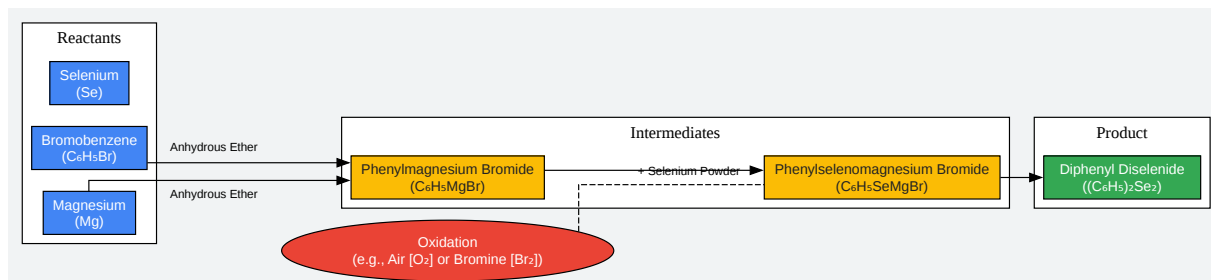 Reactants
Selenium
(Se)
Bromobenzene
(C₆H₅Br)
Magnesium
(Mg)
Anhydrous Ether
Anhydrous Ether
Intermediates
Phenylmagnesium Bromide
(C₆H₅MgBr)
+ Selenium Powder
Phenylselenomagnesium Bromide
(C₆H₅SeMgBr)
Product
Diphenyl Diselenide
((C₆H₅)₂Se₂)
Oxidation
(e.g., Air [O₂] or Bromine [Br₂])